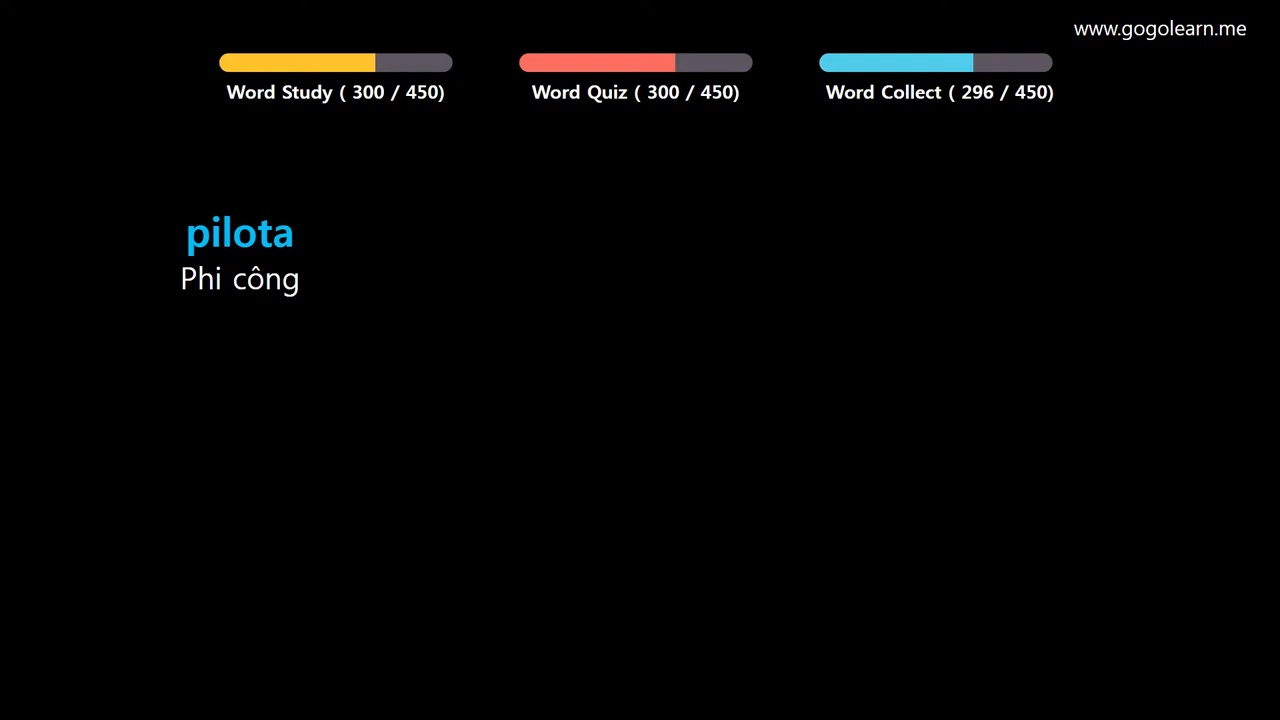 www.gogolearn.me
Word Study ( 300 / 450)
Word Quiz ( 300 / 450)
Word Collect ( 296 / 450)
pilota
Phi công